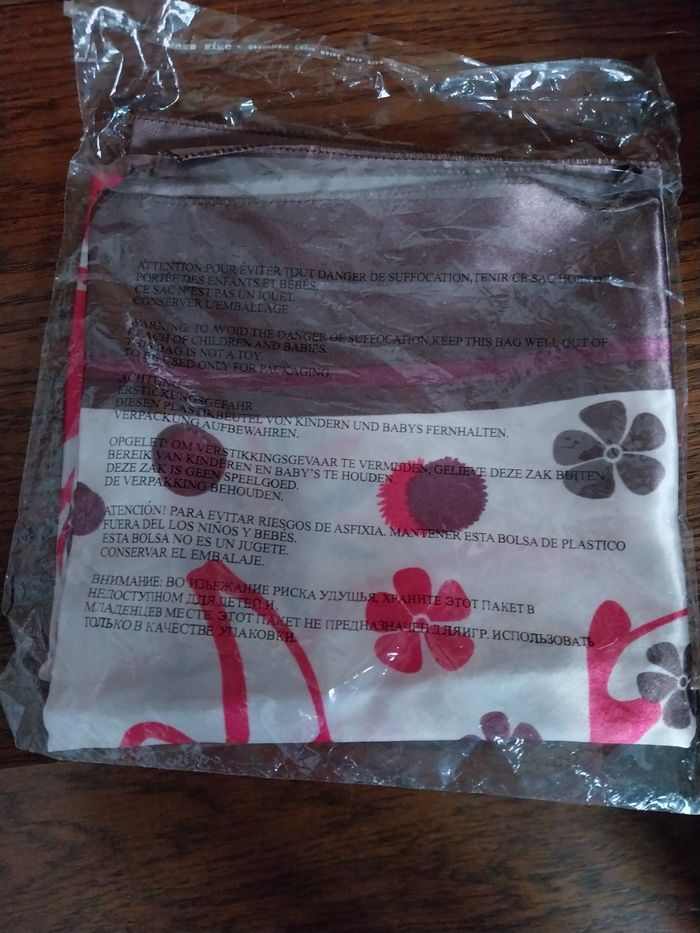 ATTENTION:POUR ÉVITER TOUT DANGER DE SUFFOCATION,TENIR CE SAC HORS DE
PORTÉE DES ENFANTS ET BÉBÉS.
CE SAC N'EST PAS UN JOUET.
CONSERVER L'EMBALLAGE.
WARNING: TO AVOID THE DANGER OF SUFFOCATION,KEEP THIS BAG WELL OUT OF
REACH OF CHILDREN AND BABIES.
THIS BAG IS NOT A TOY.
TO BE USED ONLY FOR PACKAGING.
ACHTUNG
ERSTICKUNGSGEFAHR
DIESEN PLASTIKBEUTEL VON KINDERN UND BABYS FERNHALTEN.
VERPACKUNG AUFBEWAHREN.
OPGELET: OM VERSTIKKINGSGEVAAR TE VERMIJDEN, GELIEVE DEZE ZAK BUITEN
BEREIK VAN KINDEREN EN BABY'S TE HOUDEN.
DEZE ZAK IS GEEN SPEELGOED.
DE VERPAKKING BEHOUDEN.
ATENCIÓN! PARA EVITAR RIESGOS DE ASFIXIA. MANTENER ESTA BOLSA DE PLASTICO
FUERA DEL LOS NIÑOS Y BEBÉS.
ESTA BOLSA NO ES UN JUGETE.
CONSERVAR EL EMBALAJE.
ВНИМАНИЕ: ВО ИЗБЕЖАНИЕ РИСКА УДУШЬЯ, ХРАНИТЕ ЭТОТ ПАКЕТ В
НЕДОСТУПНОМ ДЛЯ ДЕТЕЙ И
МЛАДЕНЦЕВ МЕСТЕ. ЭТОТ ПАКЕТ НЕ ПРЕДНАЗНАЧЕН ДЛЯ ИГР. ИСПОЛЬЗОВАТЬ
ТОЛЬКО В КАЧЕСТВЕ УПАКОВКИ.